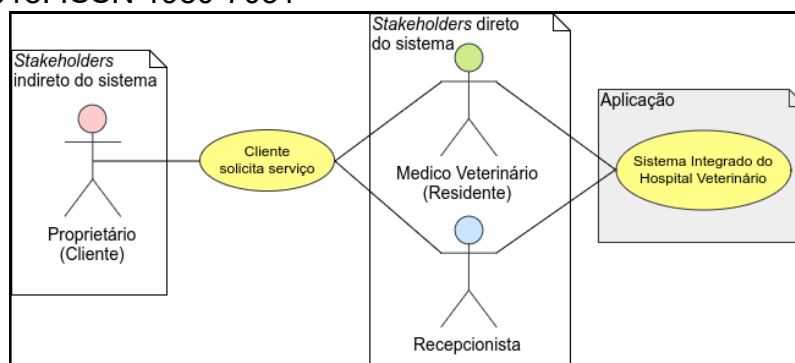 Stakeholders
indireto do sistema
Proprietário
(Cliente)
Cliente
solicita serviço
Stakeholders direto
do sistema
Medico Veterinário
(Residente)
Recepcionista
Aplicação
Sistema Integrado do
Hospital Veterinário